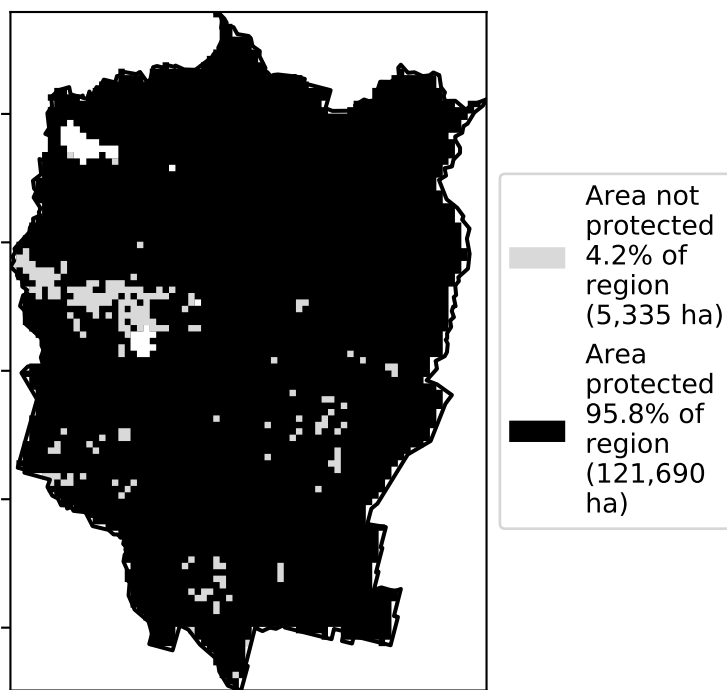 Area not
protected
4.2% of
region
(5,335 ha)
Area
protected
95.8% of
region
(121,690
ha)